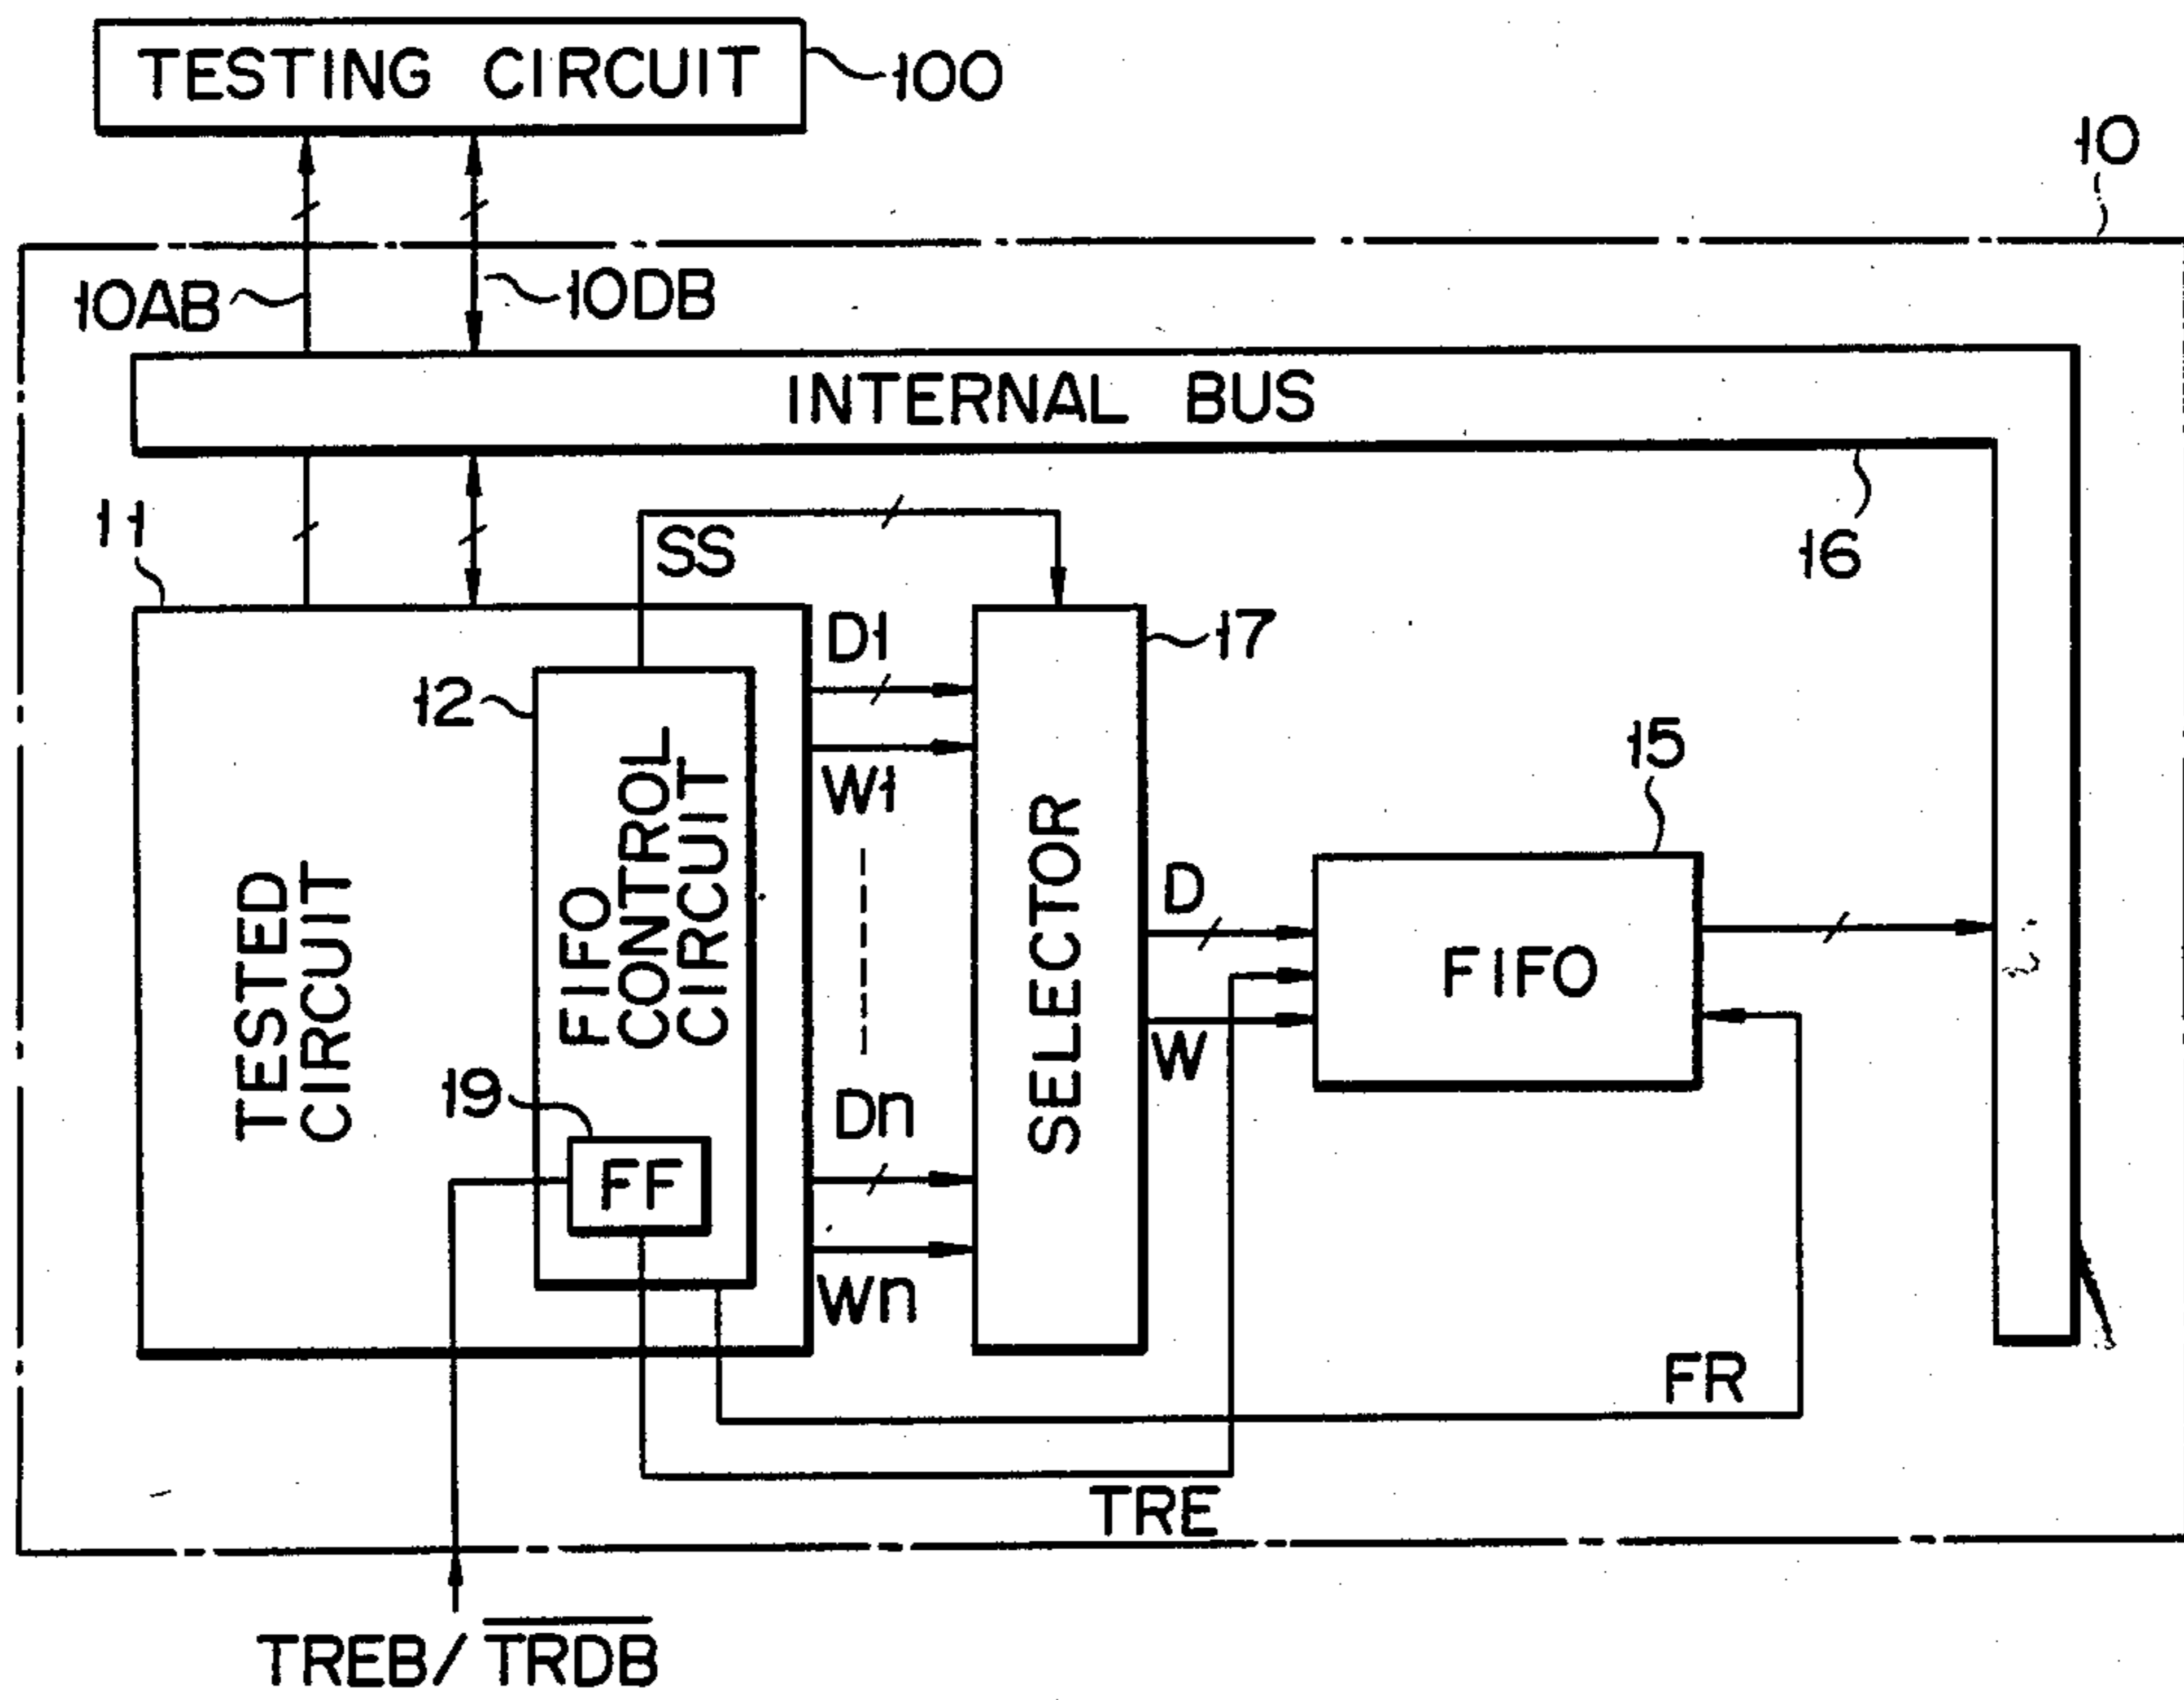 TESTING CIRCUIT
100
10
10AB
10DB
INTERNAL BUS
11
SS
16
17
D1
12
W1
15
FIFO
CONTROL
CIRCUIT
TESTED
CIRCUIT
SELECTOR
D
FIFO
W
19
Dn
FF
Wn
FR
TRE
TREB/T̅R̅D̅B̅